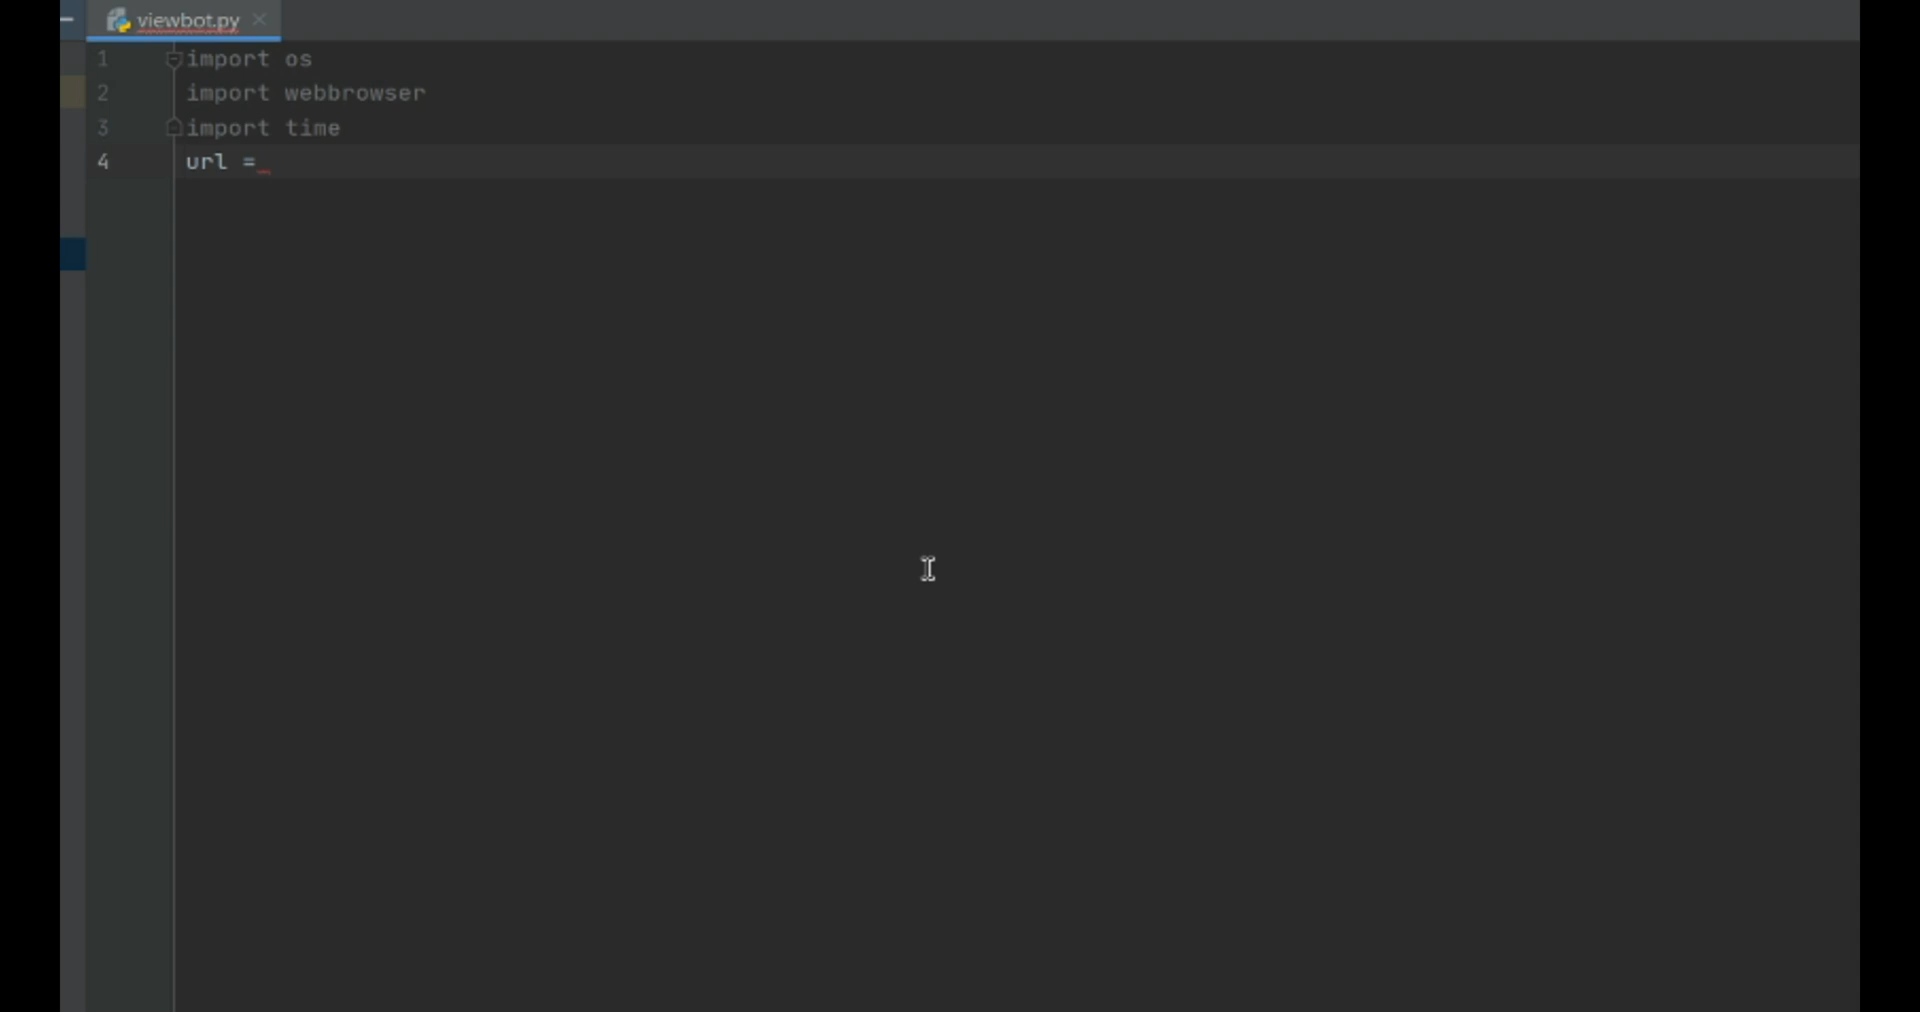 viewbot.py
1 import os
2 import webbrowser
3 import time
4 url =